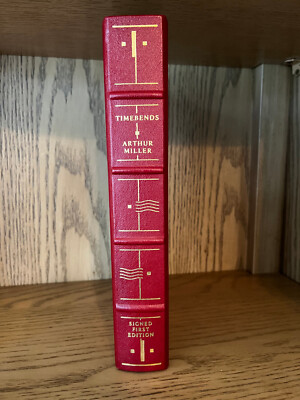 TIMEBENDS
ARTHUR
MILLER
SIGNED
FIRST
EDITION